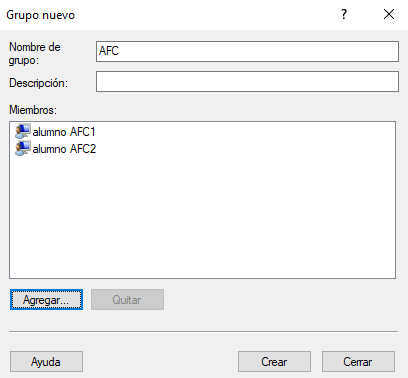 Grupo nuevo
Nombre de
grupo:
AFC
Descripción:
Miembros:
alumno AFC1
alumno AFC2
Agregar...
Quitar
Ayuda
Crear
Cerrar